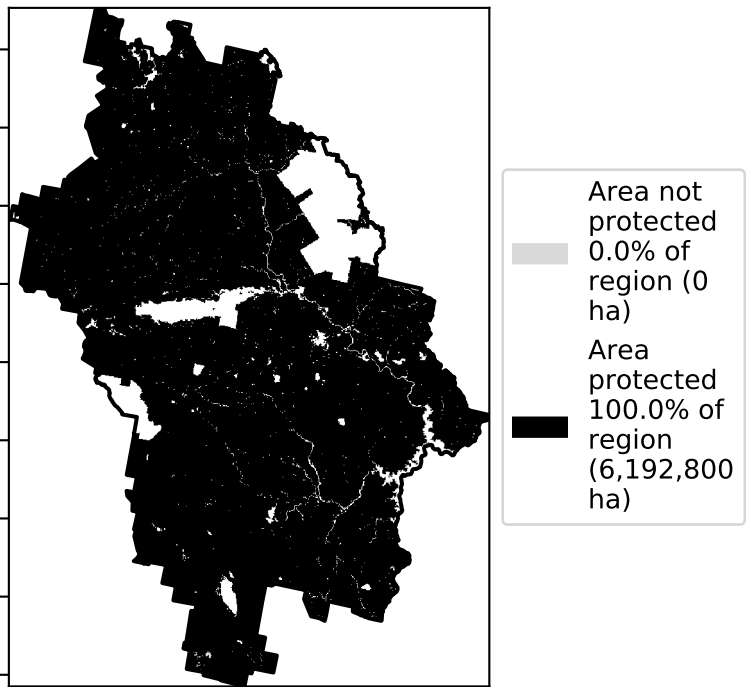 Area not
protected
0.0% of
region (0
ha)
Area
protected
100.0% of
region
(6,192,800
ha)